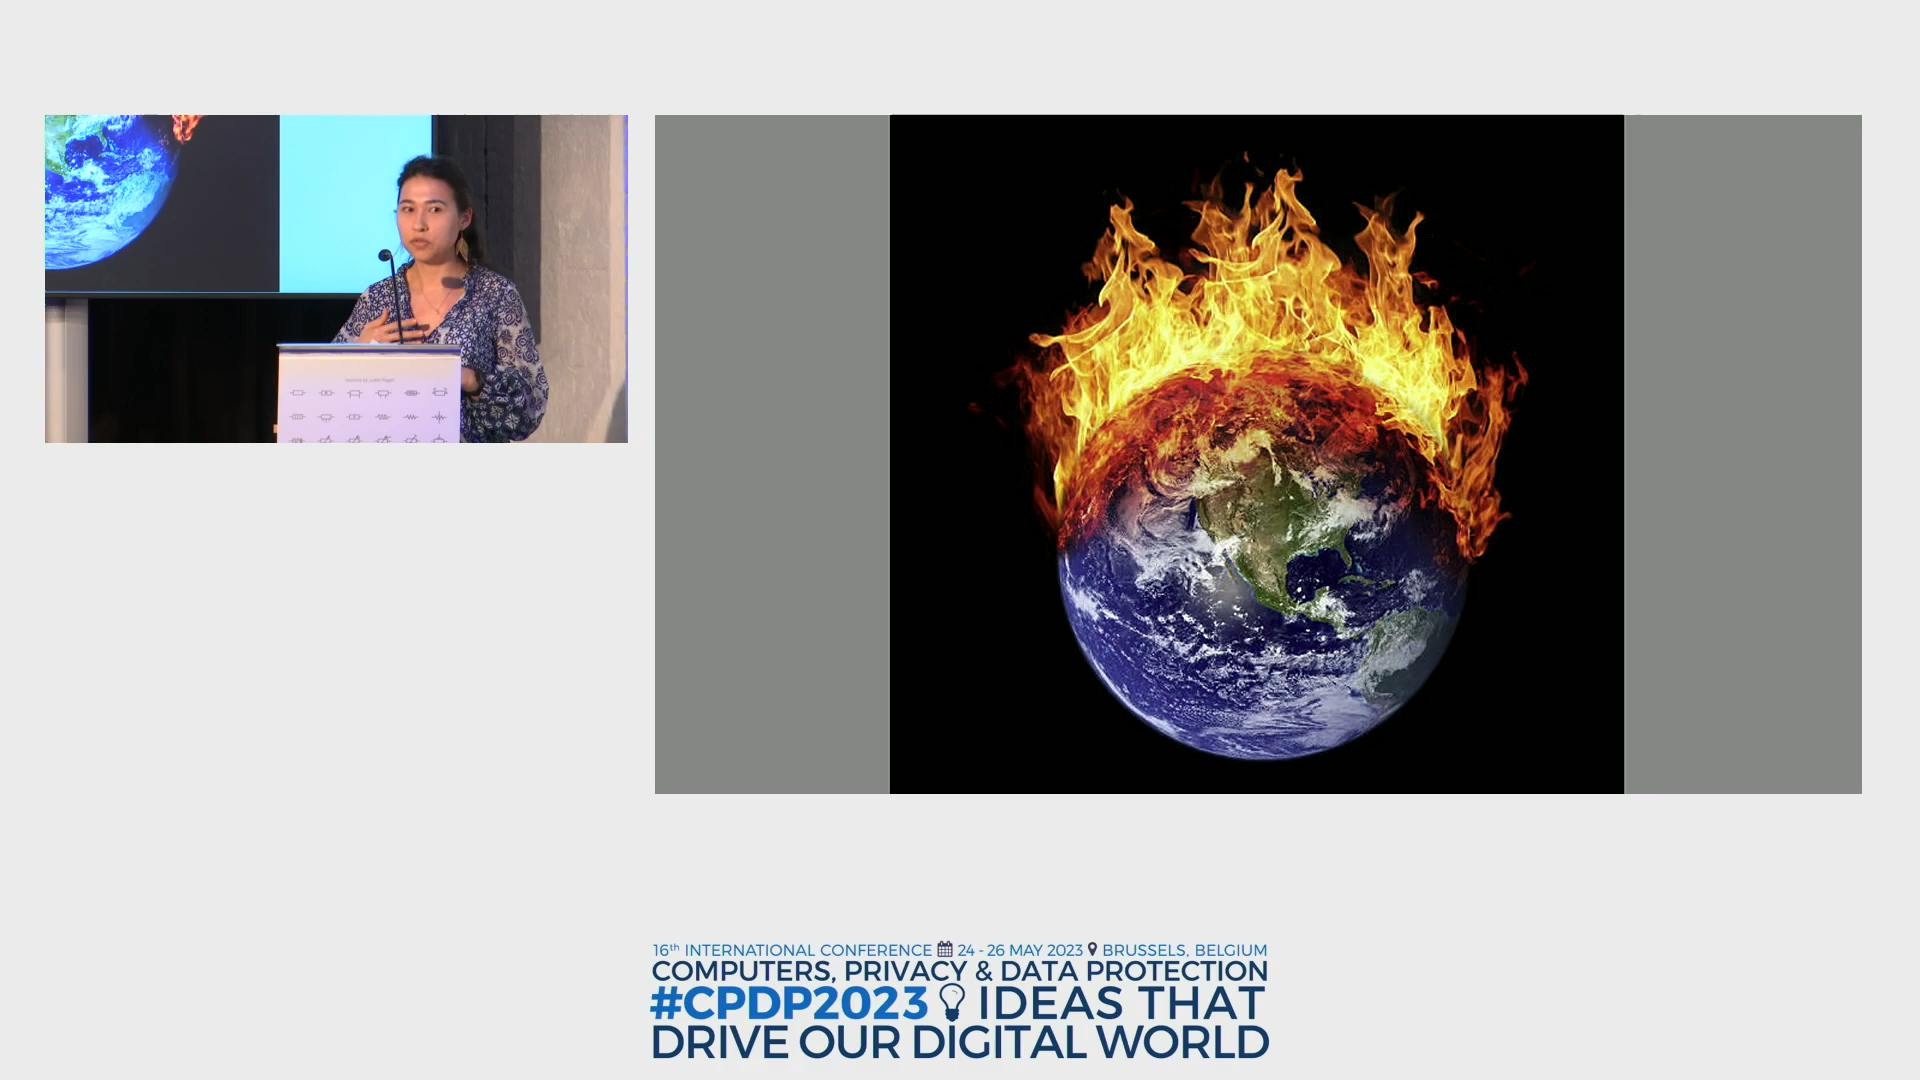 16th INTERNATIONAL CONFERENCE 24 - 26 MAY 2023 BRUSSELS, BELGIUM
COMPUTERS, PRIVACY & DATA PROTECTION
#CPDP2023 IDEAS THAT
DRIVE OUR DIGITAL WORLD